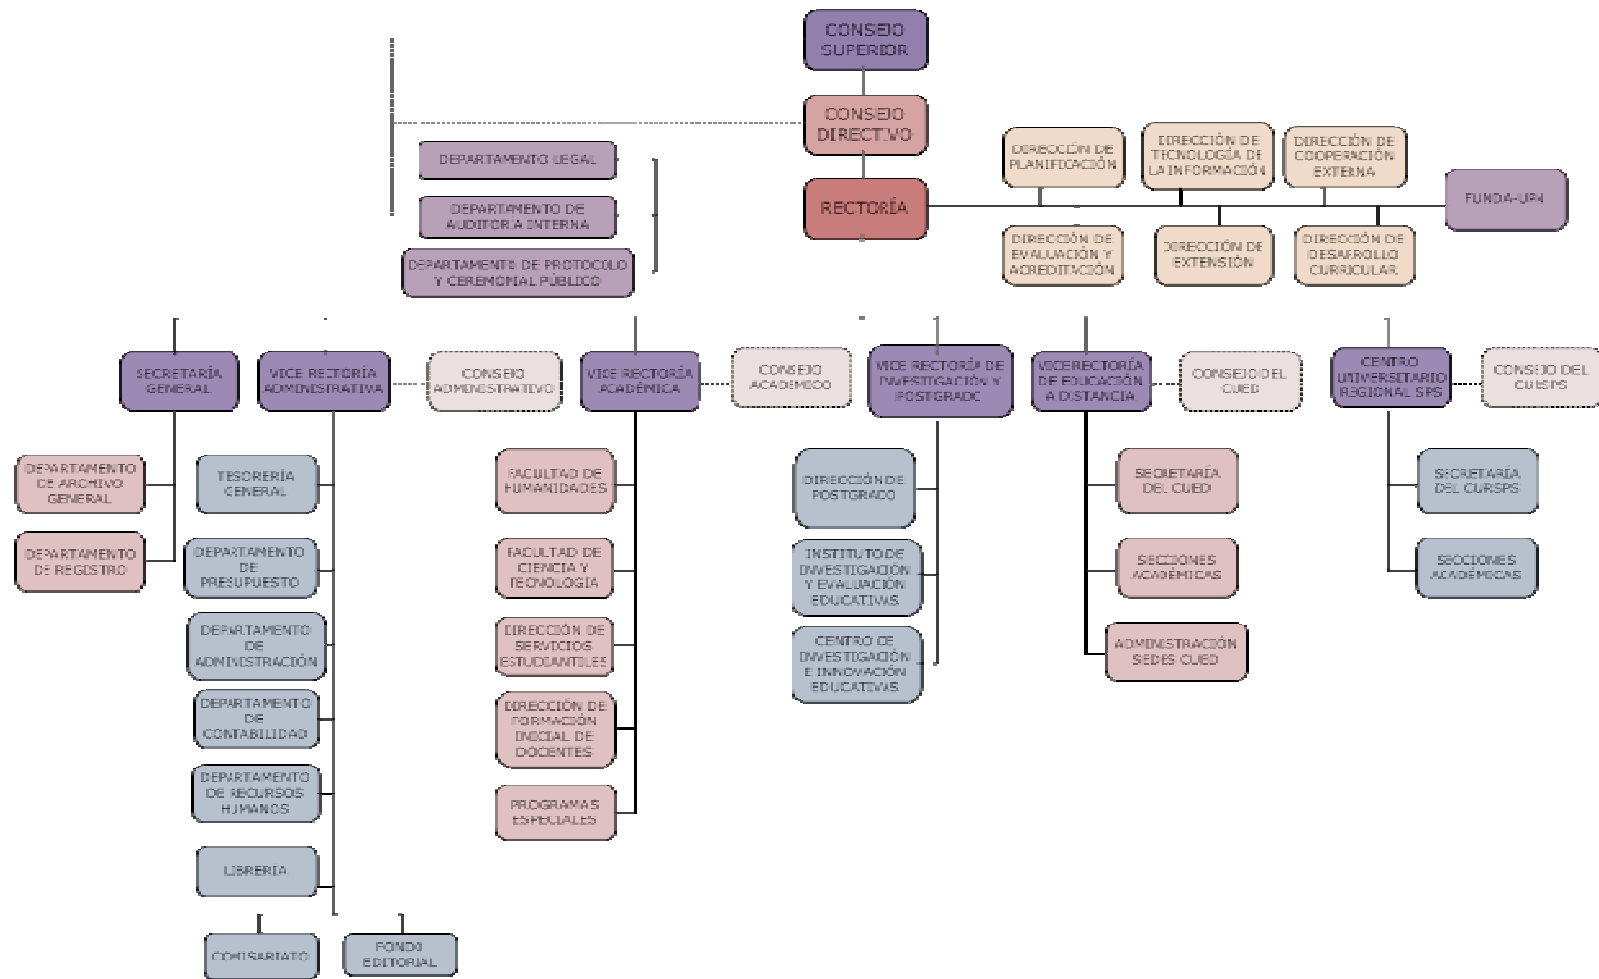 CONSEJO
SUPERIOR
CONSEJO
DIRECTIVO
RECTORÍA
DEPARTAMENTO LEGAL
DEPARTAMENTO DE
AUDITORIA INTERNA
DEPARTAMENTO DE PROTOCOLO
Y CEREMONIAL PÚBLICO
DIRECCIÓN DE
PLANIFICACIÓN
DIRECCIÓN DE
TECNOLOGÍA DE
LA INFORMACIÓN
DIRECCIÓN DE
COOPERACIÓN
EXTERNA
FUNDA-UPN
DIRECCIÓN DE
EVALUACIÓN Y
ACREDITACIÓN
DIRECCIÓN DE
EXTENSIÓN
DIRECCIÓN DE
DESARROLLO
CURRICULAR
SECRETARÍA
GENERAL
VICE RECTORÍA
ADMINISTRATIVA
CONSEJO
ADMINISTRATIVO
VICE RECTORÍA
ACADÉMICA
CONSEJO
ACADEMICO
VICE RECTORÍA DE
INVESTIGACIÓN Y
POSTGRADO
VICE RECTORÍA
DE EDUCACIÓN
A DISTANCIA
CONSEJO DEL
CUED
CENTRO
UNIVERSITARIO
REGIONAL SPS
CONSEJO DEL
CURSPS
DEPARTAMENTO
DE ARCHIVO
GENERAL
DEPARTAMENTO
DE REGISTRO
TESORERÍA
GENERAL
DEPARTAMENTO
DE
PRESUPUESTO
DEPARTAMENTO
DE
ADMINISTRACIÓN
DEPARTAMENTO
DE
CONTABILIDAD
DEPARTAMENTO
DE RECURSOS
HUMANOS
LIBRERÍA
COMISARIATO
FONDO
EDITORIAL
FACULTAD DE
HUMANIDADES
FACULTAD DE
CIENCIA Y
TECNOLOGÍA
DIRECCIÓN DE
SERVICIOS
ESTUDIANTILES
DIRECCIÓN DE
FORMACIÓN
INICIAL DE
DOCENTES
PROGRAMAS
ESPECIALES
DIRECCIÓN DE
POSTGRADO
INSTITUTO DE
INVESTIGACIÓN
Y EVALUACIÓN
EDUCATIVAS
CENTRO DE
INVESTIGACIÓN
E INNOVACIÓN
EDUCATIVAS
SECRETARÍA
DEL CUED
SECCIONES
ACADÉMICAS
ADMINISTRACIÓN
SEDES CUED
SECRETARÍA
DEL CURSPS
SECCIONES
ACADÉMICAS